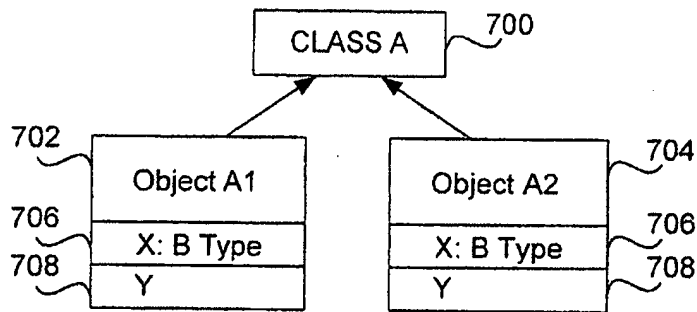 CLASS A
700
702
Object A1
706
X: B Type
708
Y
704
Object A2
706
X: B Type
708
Y